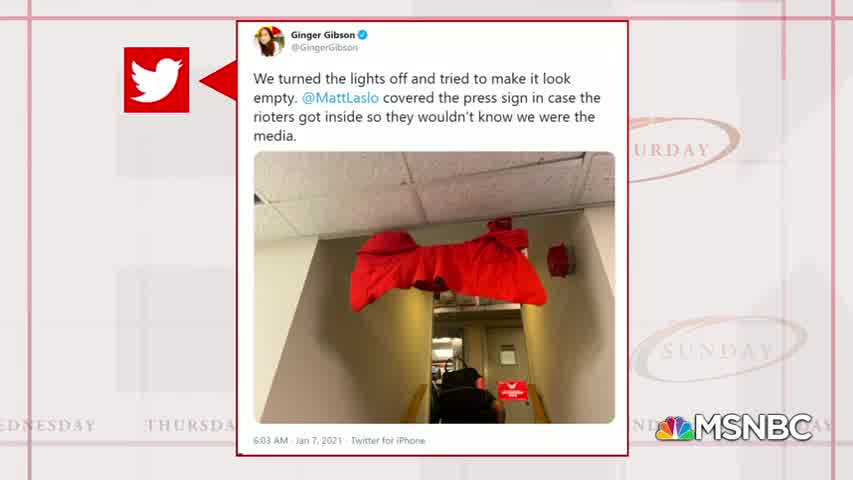 Ginger Gibson
@GingerGibson
We turned the lights off and tried to make it look
empty. @MattLaslo covered the press sign in case the
rioters got inside so they wouldn't know we were the
media.
6:03 AM · Jan 7, 2021 · Twitter for iPhone
URDAY
SUNDAY
EDNESDAY
THURSDA
DAY
MSNBC